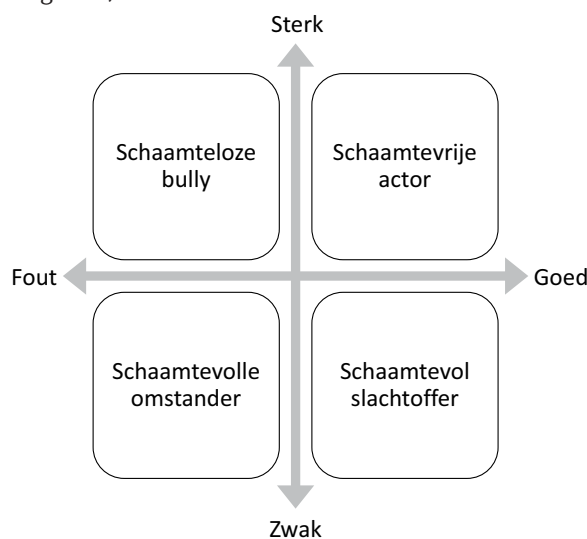 Sterk
Schaamteloze
bully
Schaamtevrije
actor
Fout
Goed
Schaamtevolle
omstander
Schaamtevol
slachtoffer
Zwak